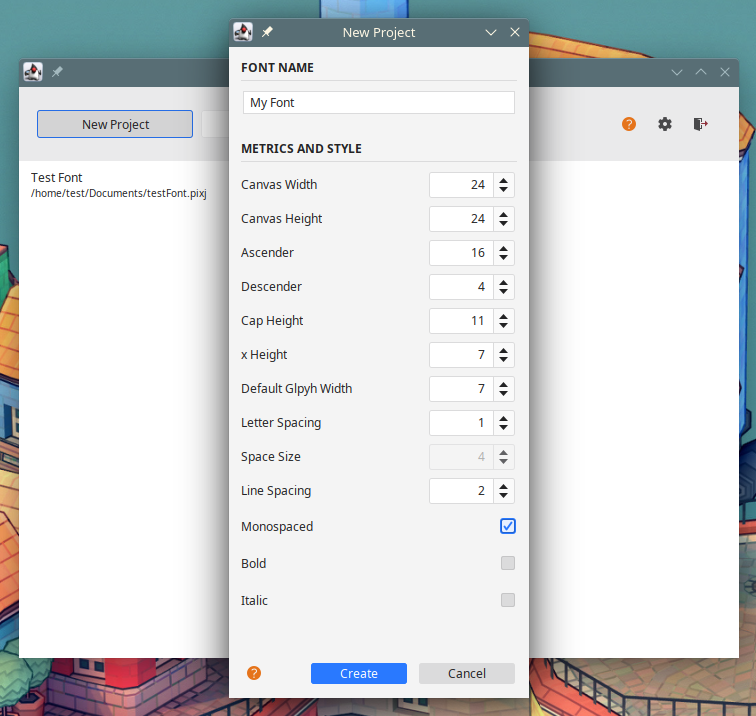 New Project
FONT NAME
My Font
METRICS AND STYLE
Canvas Width 24
Canvas Height 24
Ascender 16
Descender 4
Cap Height 11
x Height 7
Default Glpyh Width 7
Letter Spacing 1
Space Size 4
Line Spacing 2
Monospaced
Bold
Italic
? Create Cancel
New Project
?
Test Font
/home/test/Documents/testFont.pixj